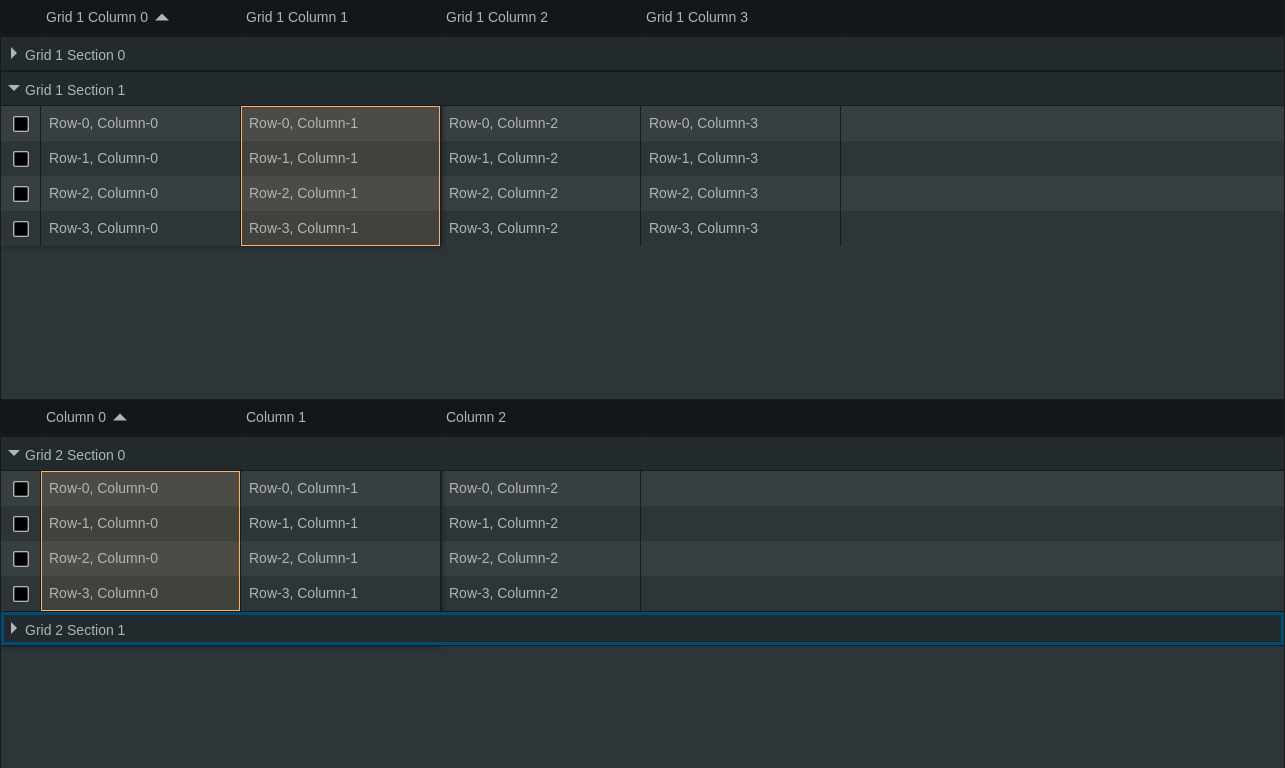 Grid 1 Column 0 Grid 1 Column 1 Grid 1 Column 2 Grid 1 Column 3
Grid 1 Section 0
Grid 1 Section 1
Row-0, Column-0 Row-0, Column-1 Row-0, Column-2 Row-0, Column-3
Row-1, Column-0 Row-1, Column-1 Row-1, Column-2 Row-1, Column-3
Row-2, Column-0 Row-2, Column-1 Row-2, Column-2 Row-2, Column-3
Row-3, Column-0 Row-3, Column-1 Row-3, Column-2 Row-3, Column-3
Column 0 Column 1 Column 2
Grid 2 Section 0
Row-0, Column-0 Row-0, Column-1 Row-0, Column-2
Row-1, Column-0 Row-1, Column-1 Row-1, Column-2
Row-2, Column-0 Row-2, Column-1 Row-2, Column-2
Row-3, Column-0 Row-3, Column-1 Row-3, Column-2
Grid 2 Section 1